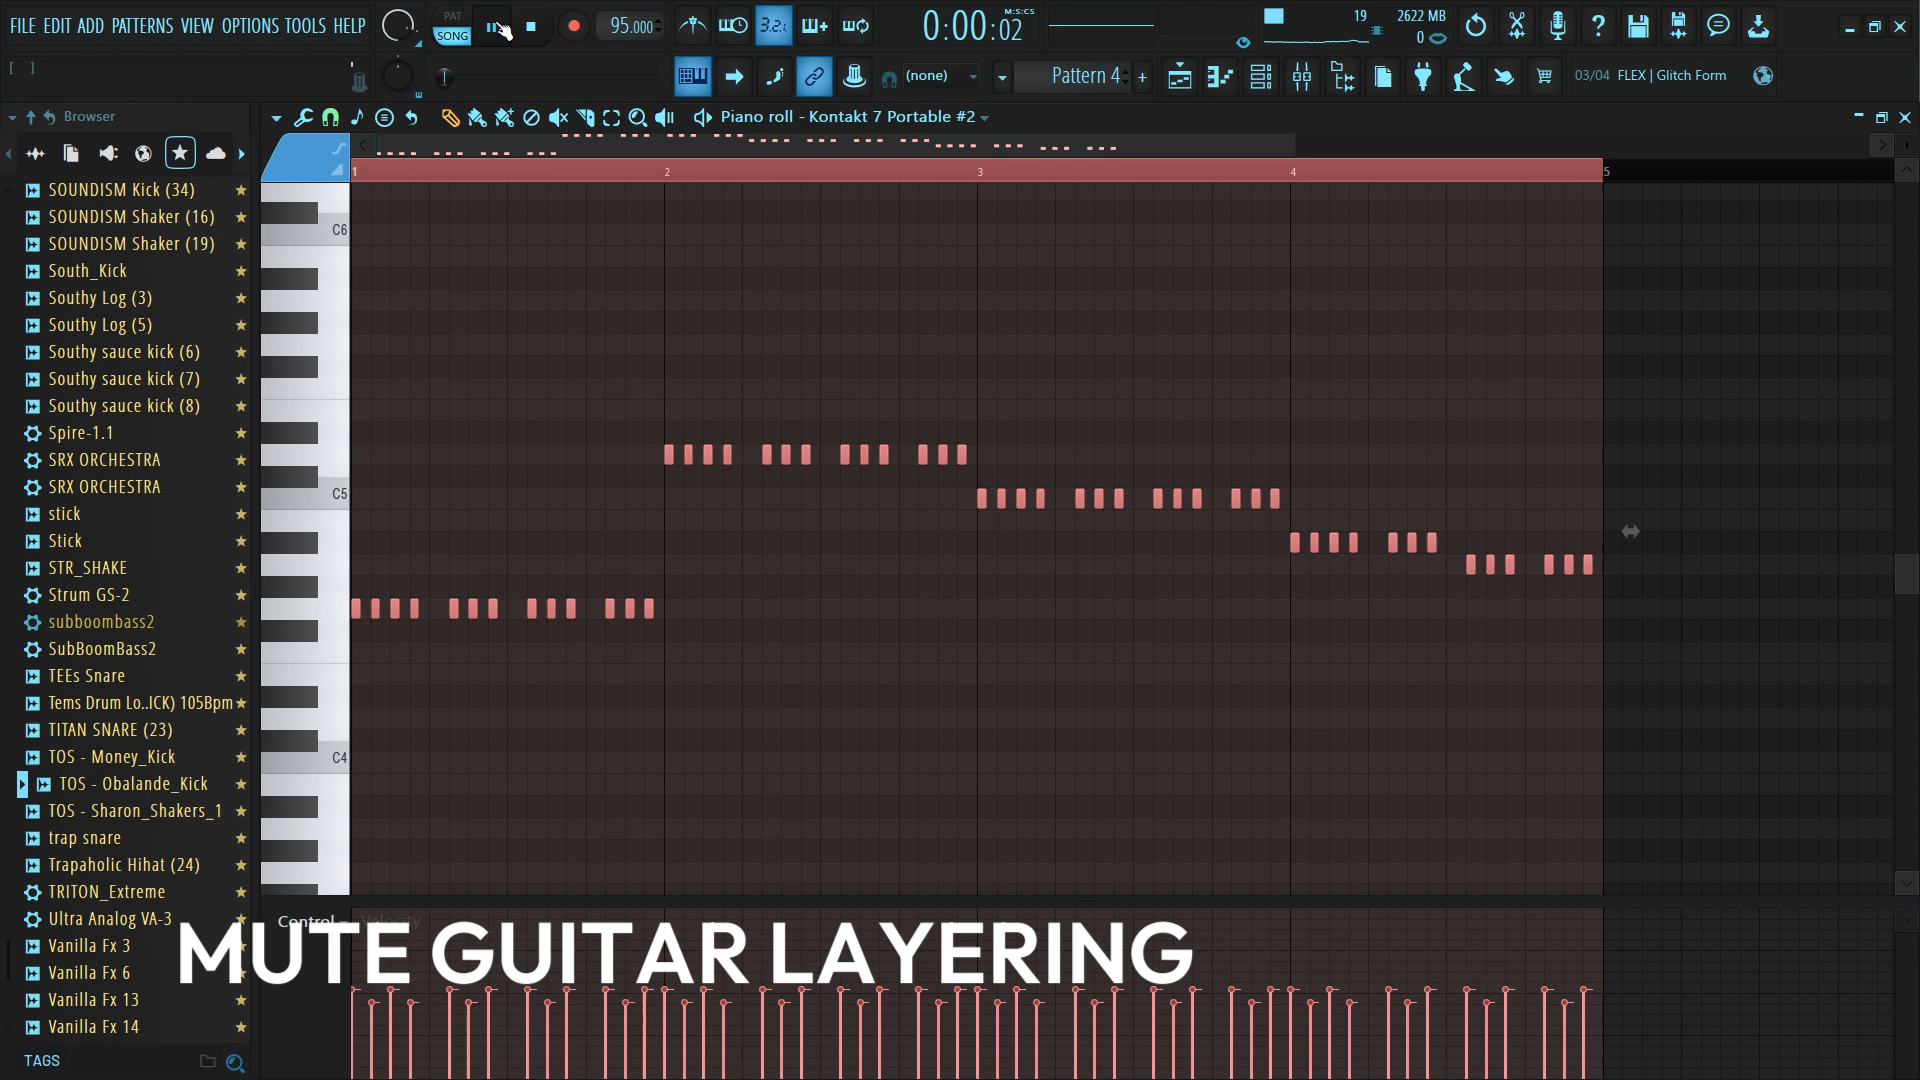 FILE EDIT ADD PATTERNS VIEW OPTIONS TOOLS HELP
PAT
SONG
95.000
3.2.
0:00:02
M:S:CS
19
2622 MB
0
(none)
Pattern 4
+
03/04 FLEX | Glitch Form
Browser
Piano roll - Kontakt 7 Portable #2
1 2 3 4 5
SOUNDISM Kick (34)
SOUNDISM Shaker (16)
SOUNDISM Shaker (19)
South_Kick
Southy Log (3)
Southy Log (5)
Southy sauce kick (6)
Southy sauce kick (7)
Southy sauce kick (8)
Spire-1.1
SRX ORCHESTRA
SRX ORCHESTRA
stick
Stick
STR_SHAKE
Strum GS-2
subboombass2
SubBoomBass2
TEEs Snare
Tems Drum Lo..ICK) 105Bpm
TITAN SNARE (23)
TOS - Money_Kick
TOS - Obalande_Kick
TOS - Sharon_Shakers_1
trap snare
Trapaholic Hihat (24)
TRITON_Extreme
Ultra Analog VA-3
Vanilla Fx 3
Vanilla Fx 6
Vanilla Fx 13
Vanilla Fx 14
TAGS
C6
C5
C4
Control
Velocity
MUTE GUITAR LAYERING